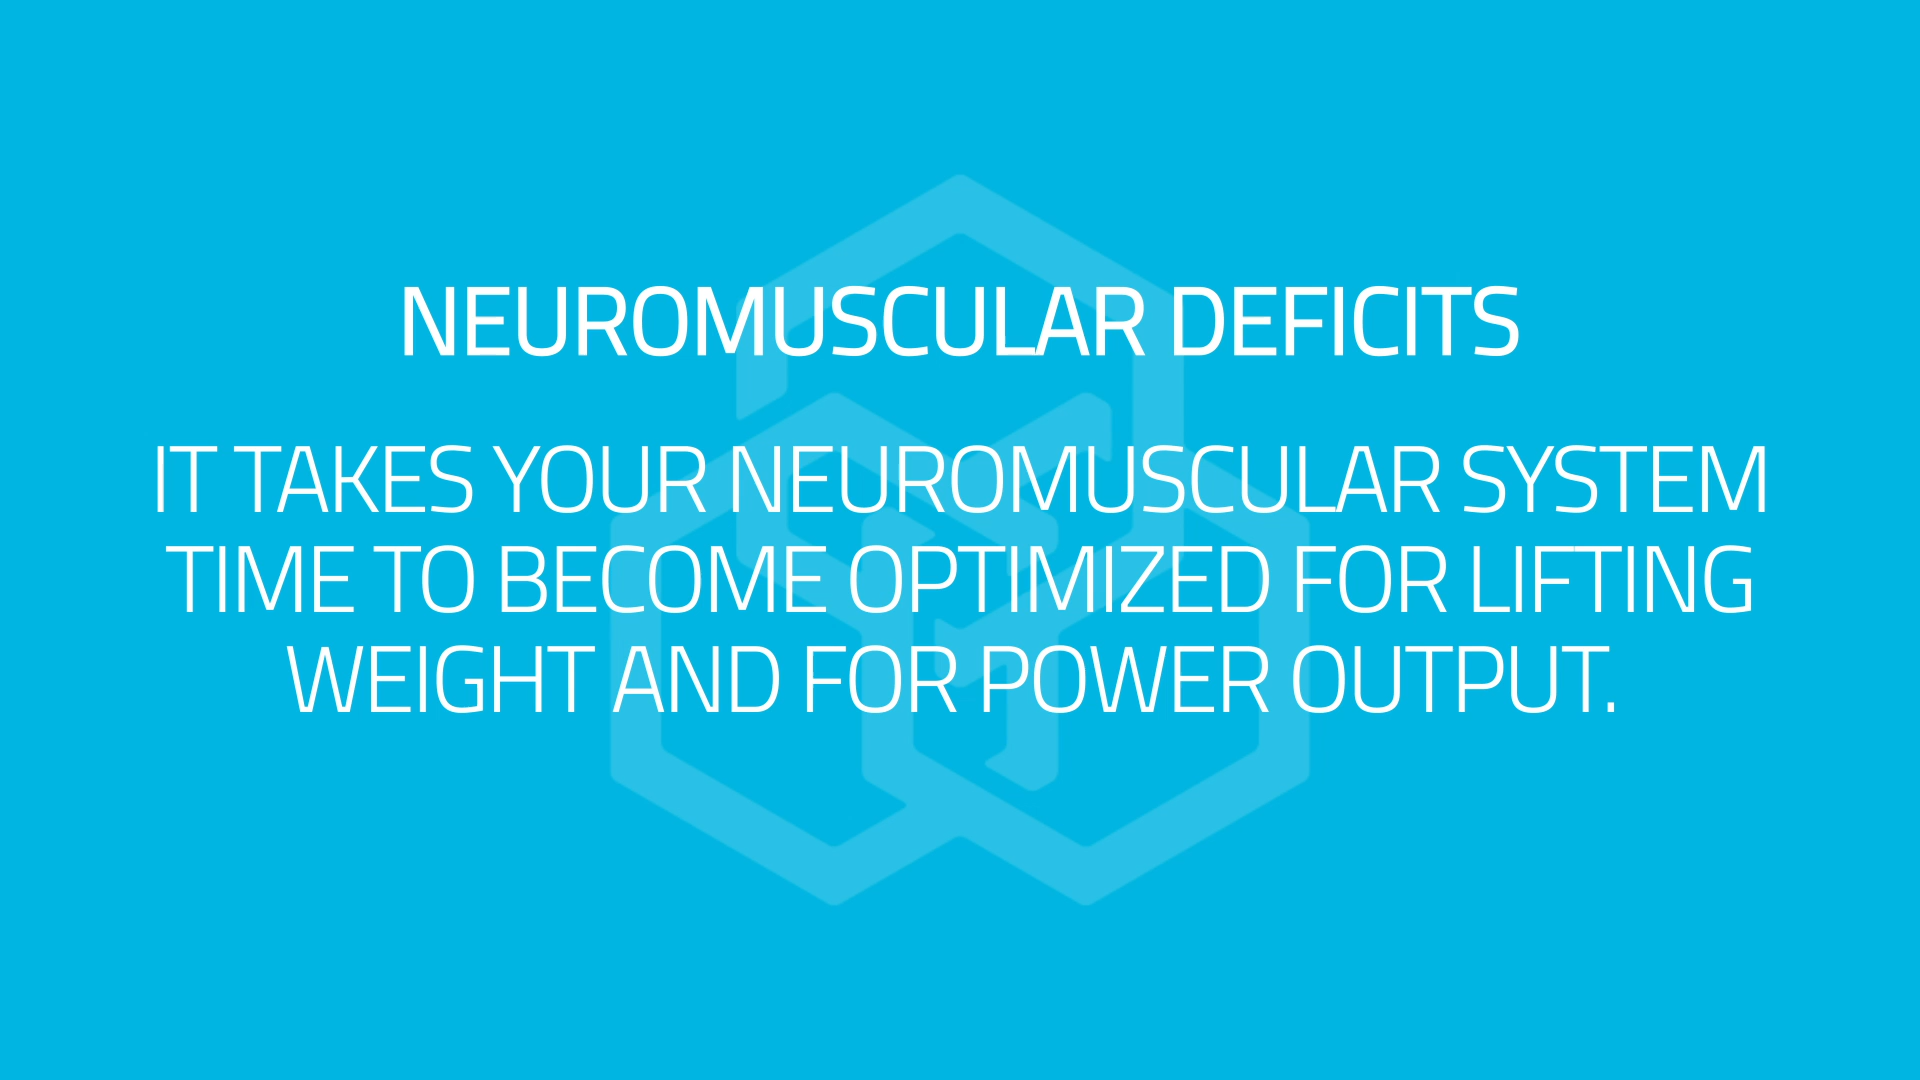 NEUROMUSCULAR DEFICITS
IT TAKES YOUR NEUROMUSCULAR SYSTEM
TIME TO BECOME OPTIMIZED FOR LIFTING
WEIGHT AND FOR POWER OUTPUT.